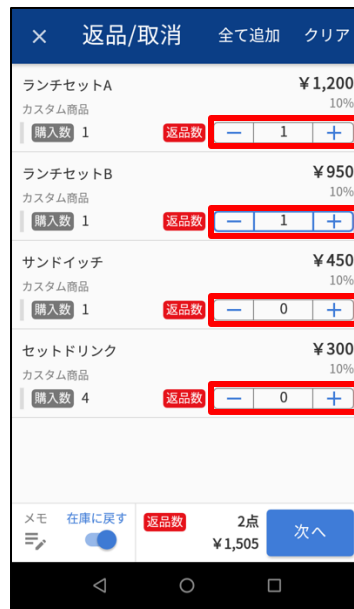 × 返品/取消 全て追加 クリア
ランチセットA ¥1,200
カスタム商品 10%
購入数 1 返品数 − 1 +
ランチセットB ¥950
カスタム商品 10%
購入数 1 返品数 − 1 +
サンドイッチ ¥450
カスタム商品 10%
購入数 1 返品数 − 0 +
セットドリンク ¥300
カスタム商品 10%
購入数 4 返品数 − 0 +
メモ 在庫に戻す 返品数 2点 次へ
¥1,505